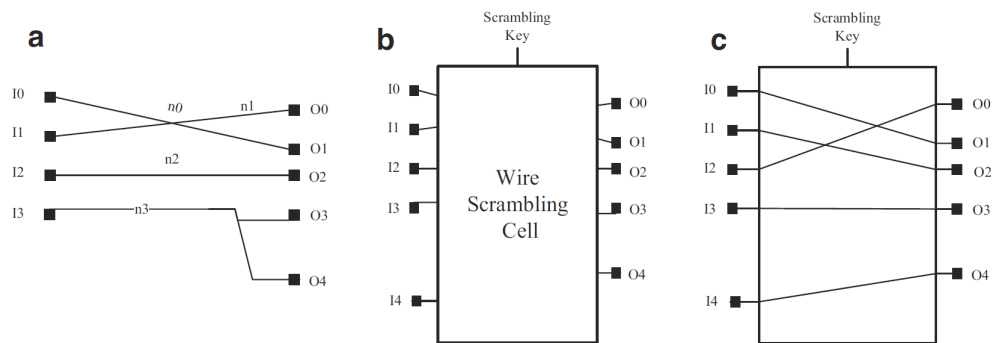 a
I0
I1
I2
I3
n0
n1
n2
n3
O0
O1
O2
O3
O4
b
Scrambling
Key
I0
I1
I2
I3
I4
Wire
Scrambling
Cell
O0
O1
O2
O3
O4
c
Scrambling
Key
I0
I1
I2
I3
I4
O0
O1
O2
O3
O4